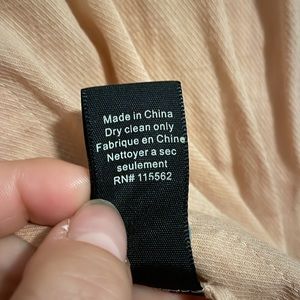 Made in China
Dry clean only
Fabrique en Chine
Nettoyer a sec
seulement
RN# 115562